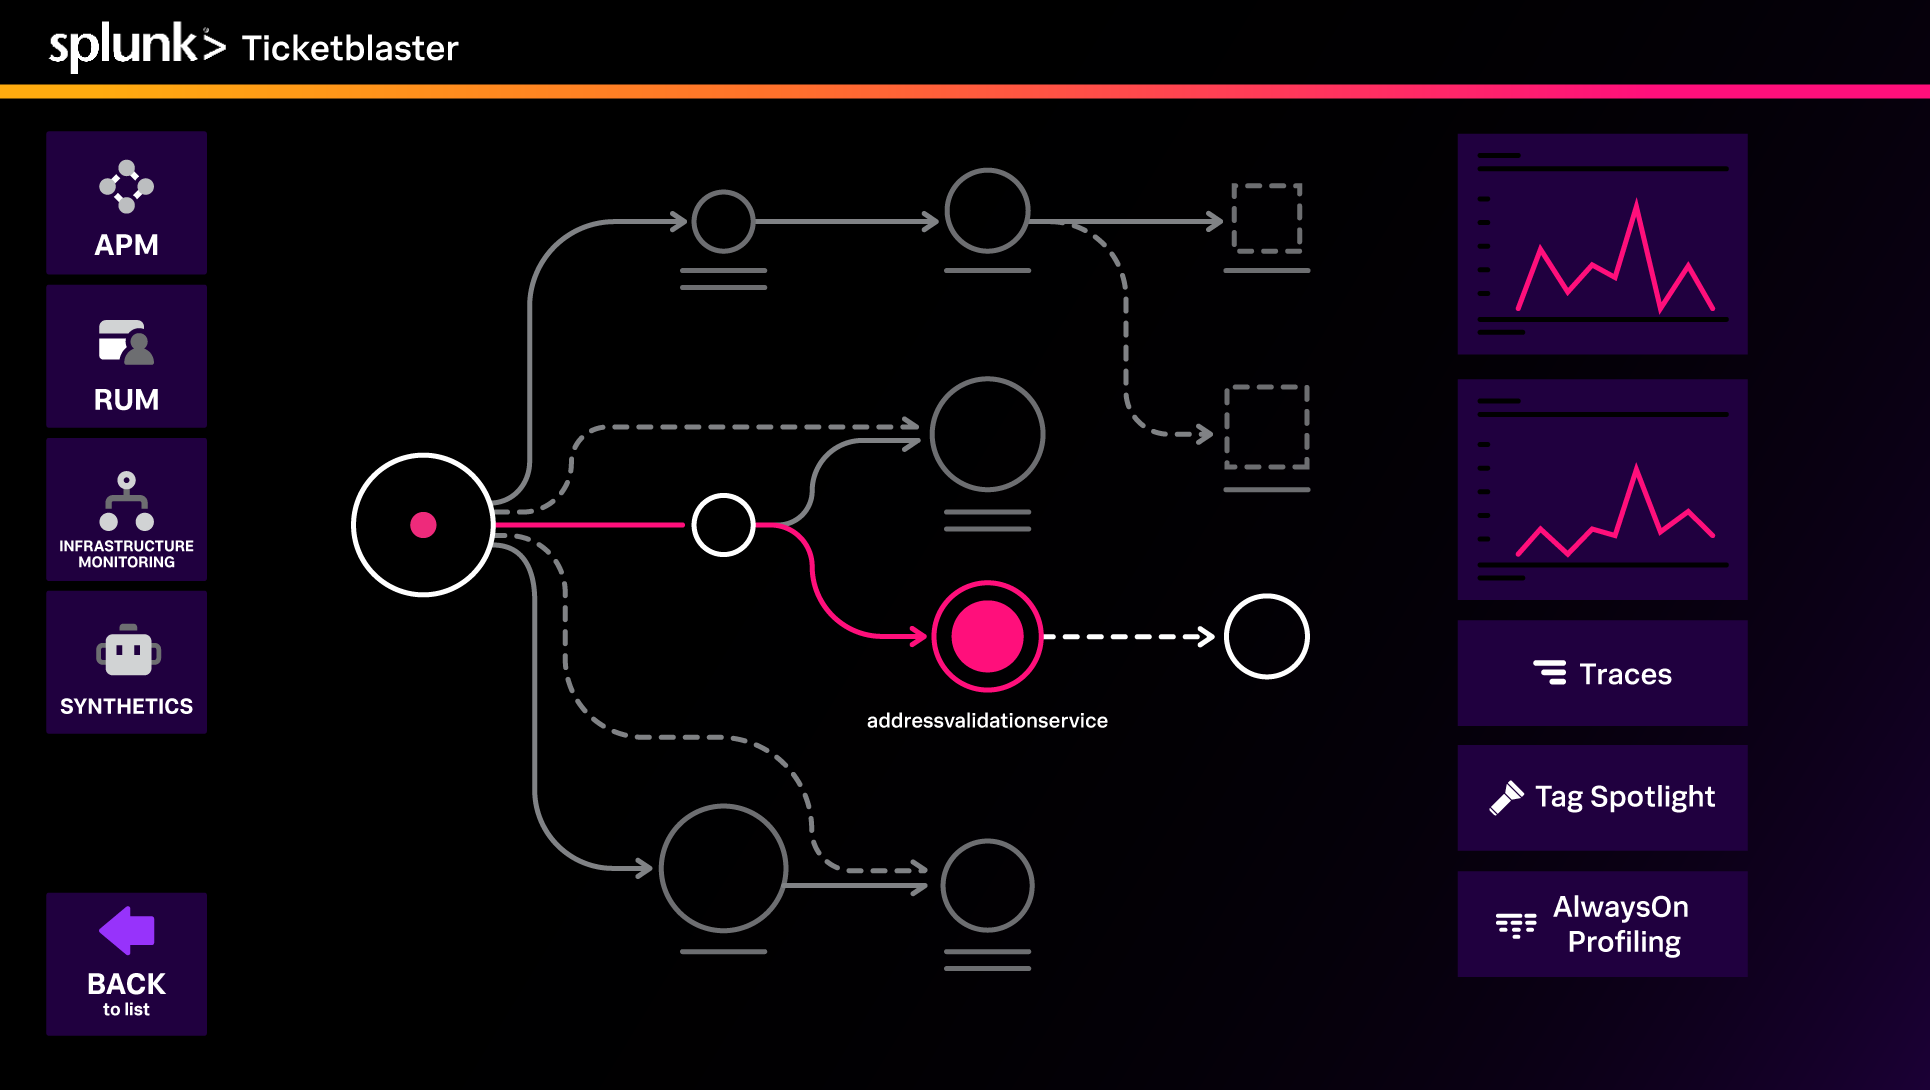 splunk> Ticketblaster
APM
RUM
INFRASTRUCTURE
MONITORING
SYNTHETICS
BACK
to list
addressvalidationservice
Traces
Tag Spotlight
AlwaysOn
Profiling